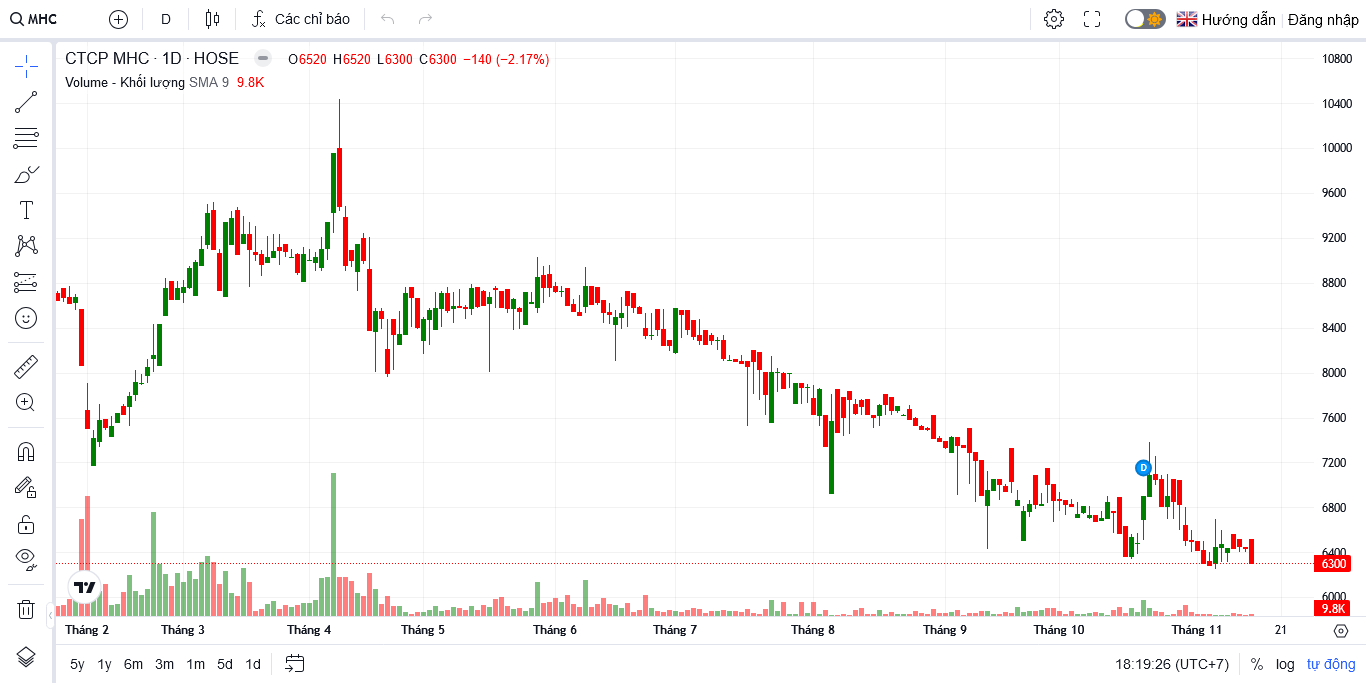 MHC D Các chỉ báo Hướng dẫn Đăng nhập
CTCP MHC · 1D · HOSE O6520 H6520 L6300 C6300 −140 (−2.17%)
Volume - Khối lượng SMA 9 9.8K
10800
10400
10000
9600
9200
8800
8400
8000
7600
7200
D
6800
6400
6300
6000
9.8K
Tháng 2 Tháng 3 Tháng 4 Tháng 5 Tháng 6 Tháng 7 Tháng 8 Tháng 9 Tháng 10 Tháng 11 21
5y 1y 6m 3m 1m 5d 1d 18:19:26 (UTC+7) % log tự động